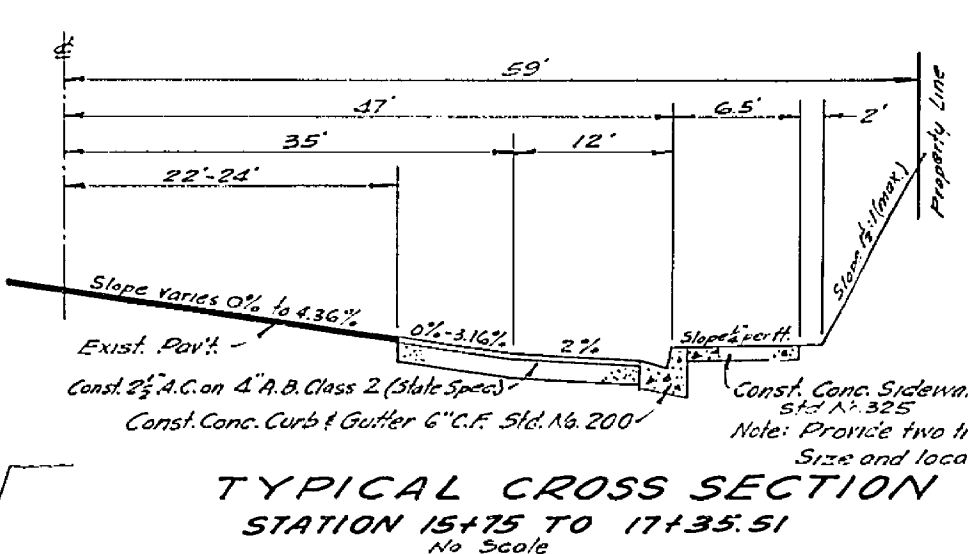 ℄
59'
47'
6.5'
2'
35'
12'
22'-24'
Property Line
Slope 1½:1 (max.)
Slope varies 0% to 4.36%
0%-3.16%
2%
Slope ¼" per ft.
Exist. Pav't.
Const. 2½" A.C. on 4" A.B. Class 2 (State Spec)
Const. Conc. Curb & Gutter 6" C.F. Std. No. 200
Const. Conc. Sidewa
Std. No. 325
Note: Provide two
Size and loca
TYPICAL CROSS SECTION
STATION 15+75 TO 17+35.51
No Scale